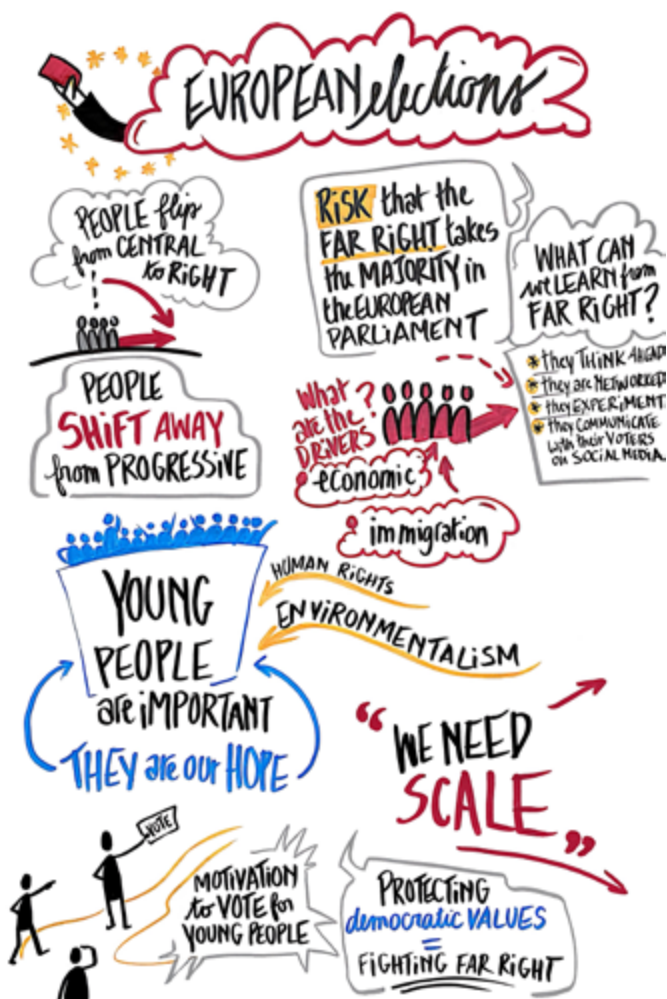 EUROPEAN elections
PEOPLE flip
from CENTRAL
to RIGHT
PEOPLE
SHIFT AWAY
from PROGRESSIVE
RISK that the
FAR RIGHT takes
the MAJORITY in
the EUROPEAN
PARLIAMENT
WHAT CAN
we LEARN from
FAR RIGHT?
* they THINK AHEAD
* they are NETWORKED
* they EXPERIMENT
* they COMMUNICATE
with their VOTERS
on SOCIAL MEDIA.
What ?
are the
DRIVERS
economic
immigration
YOUNG
PEOPLE
are IMPORTANT
THEY are our HOPE
HUMAN RIGHTS
ENVIRONMENTALISM
“WE NEED
SCALE”
VOTE
MOTIVATION
to VOTE for
YOUNG PEOPLE
PROTECTING
democratic VALUES
=
FIGHTING FAR RIGHT